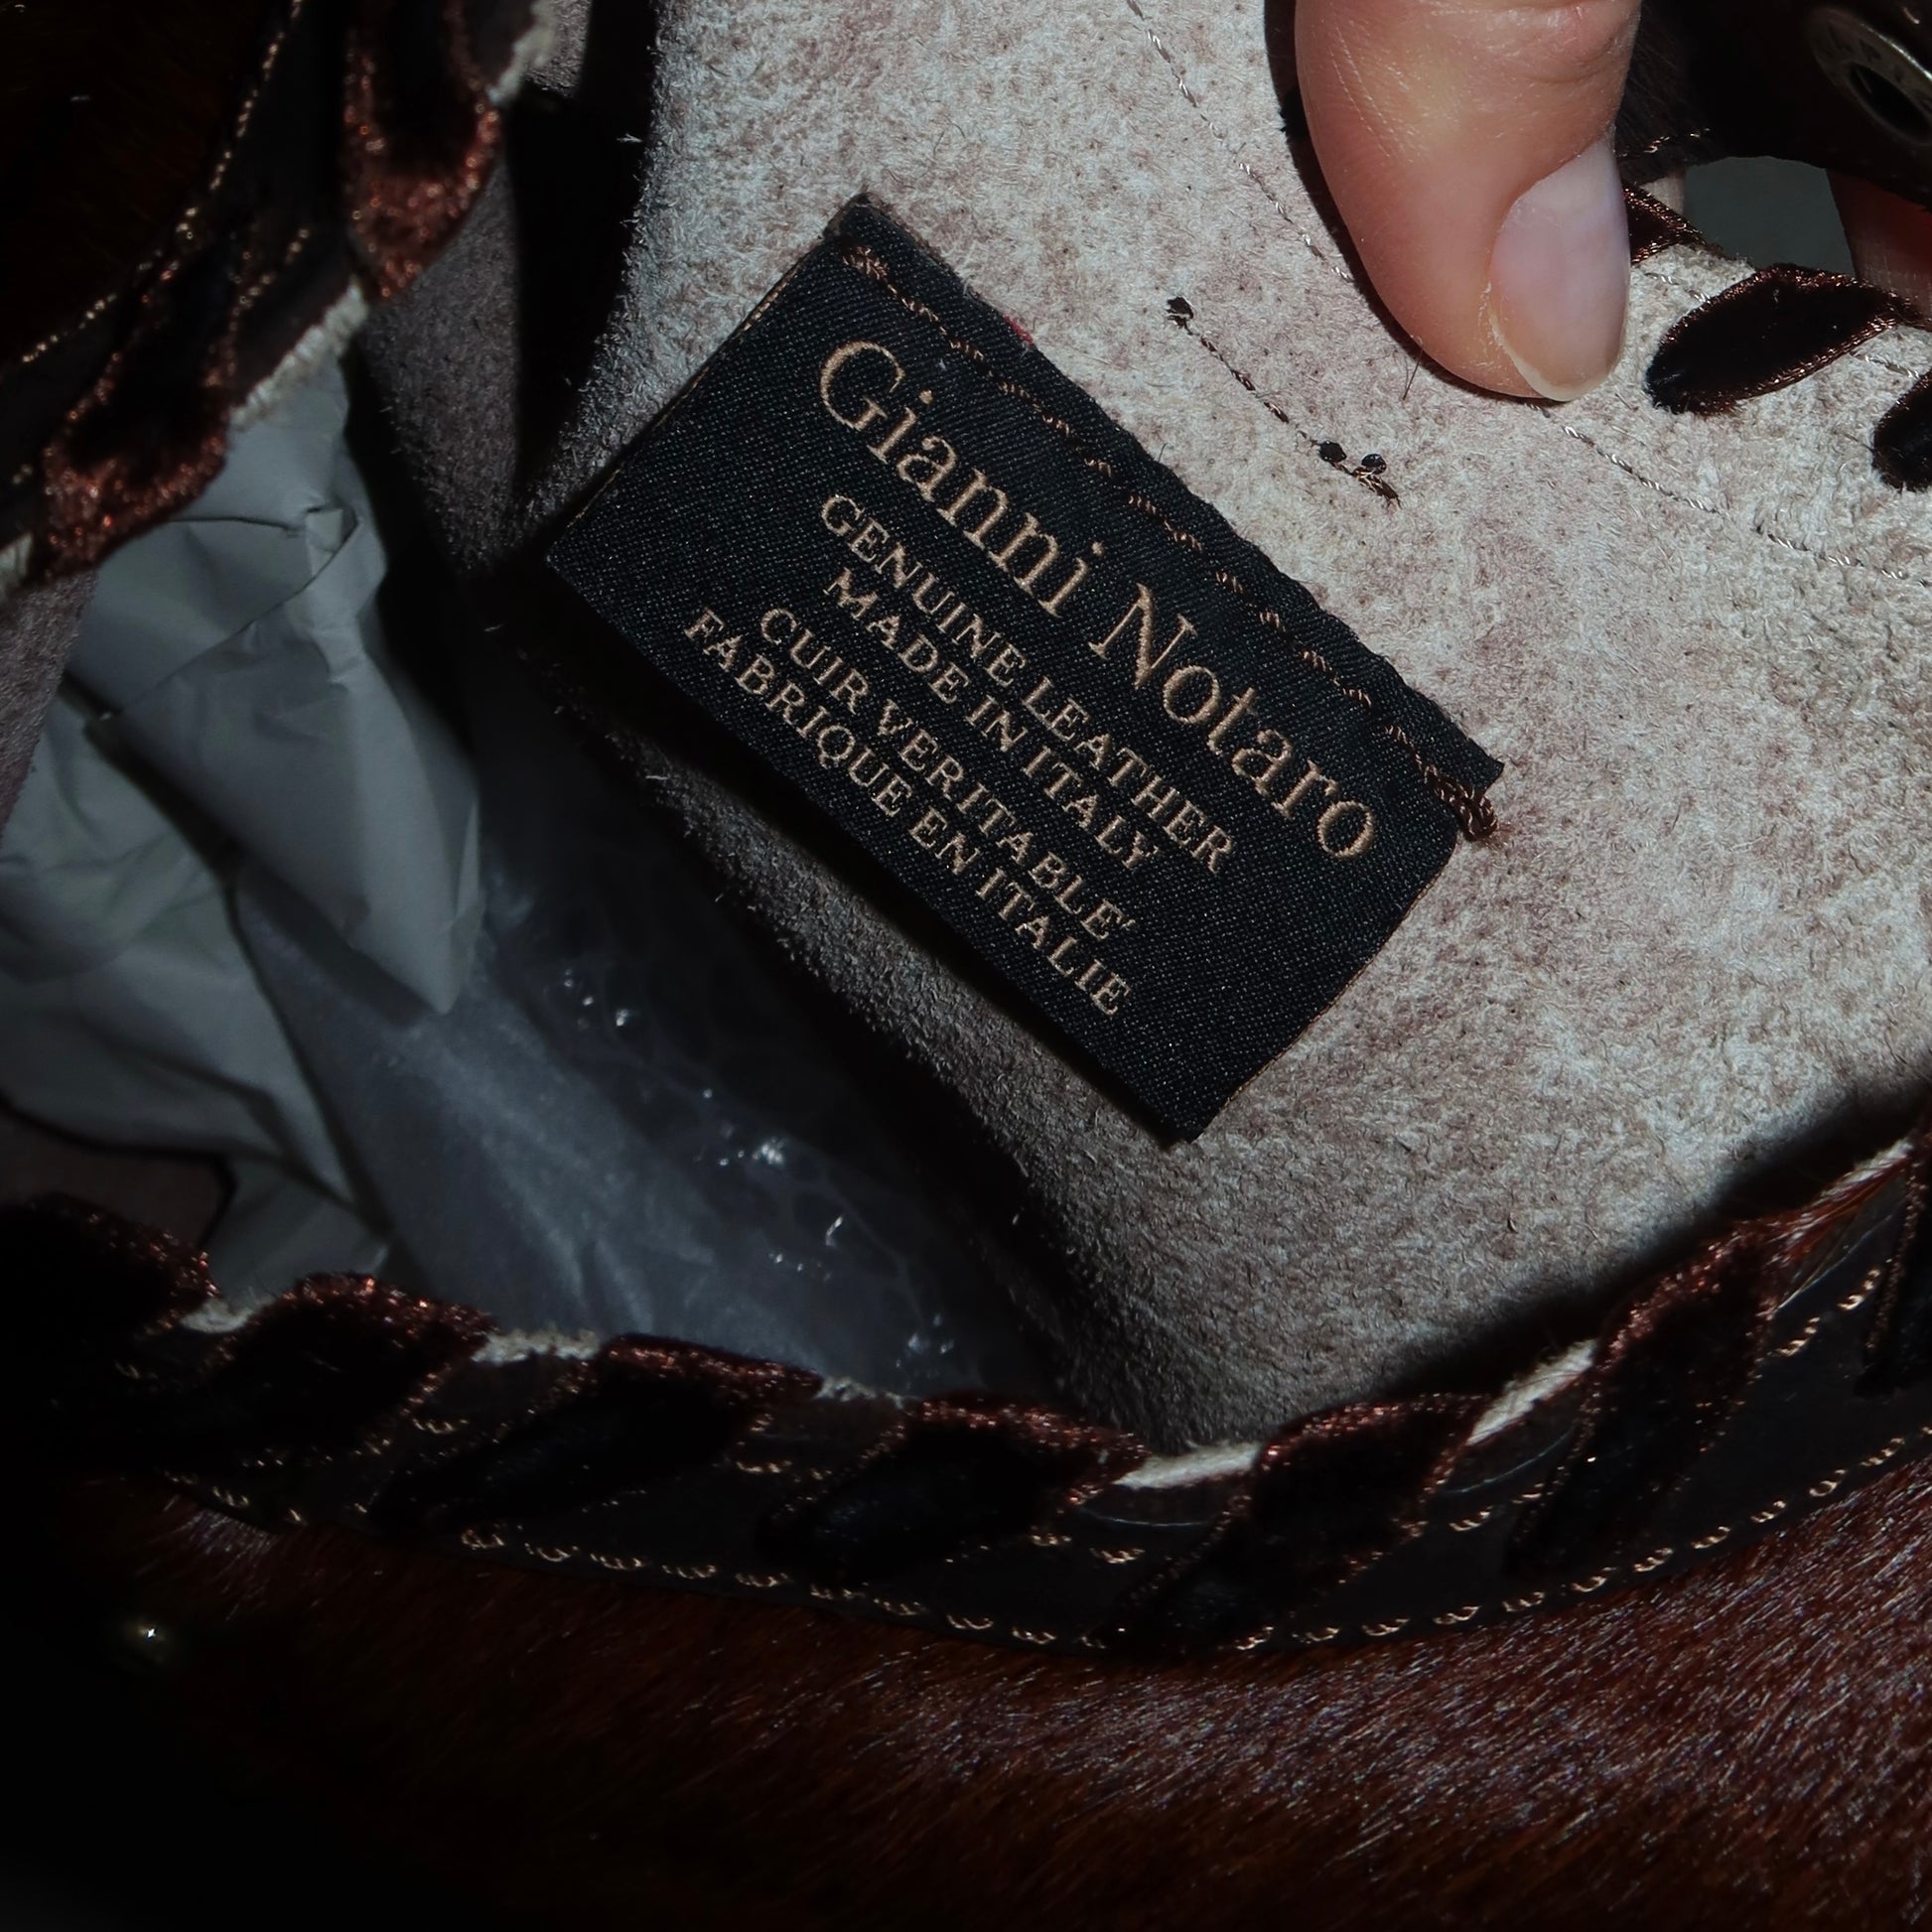 Gianni Notaro
GENUINE LEATHER
MADE IN ITALY
CUIR VERITABLE'
FABRIQUE EN ITALIE